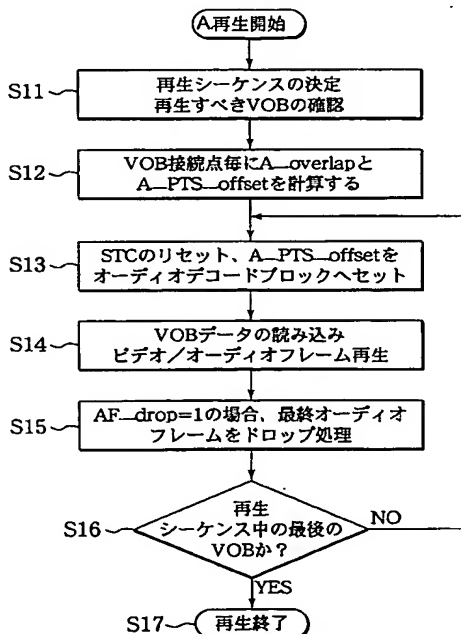 A再生開始
S11
再生シーケンスの決定
再生すべきVOBの確認
S12
VOB接続点毎にA_overlapと
A_PTS_offsetを計算する
S13
STCのリセット、A_PTS_offsetを
オーディオデコードブロックへセット
S14
VOBデータの読み込み
ビデオ/オーディオフレーム再生
S15
AF_drop=1の場合、最終オーディオ
フレームをドロップ処理
S16
再生
シーケンス中の最後の
VOBか?
NO
YES
S17
再生終了